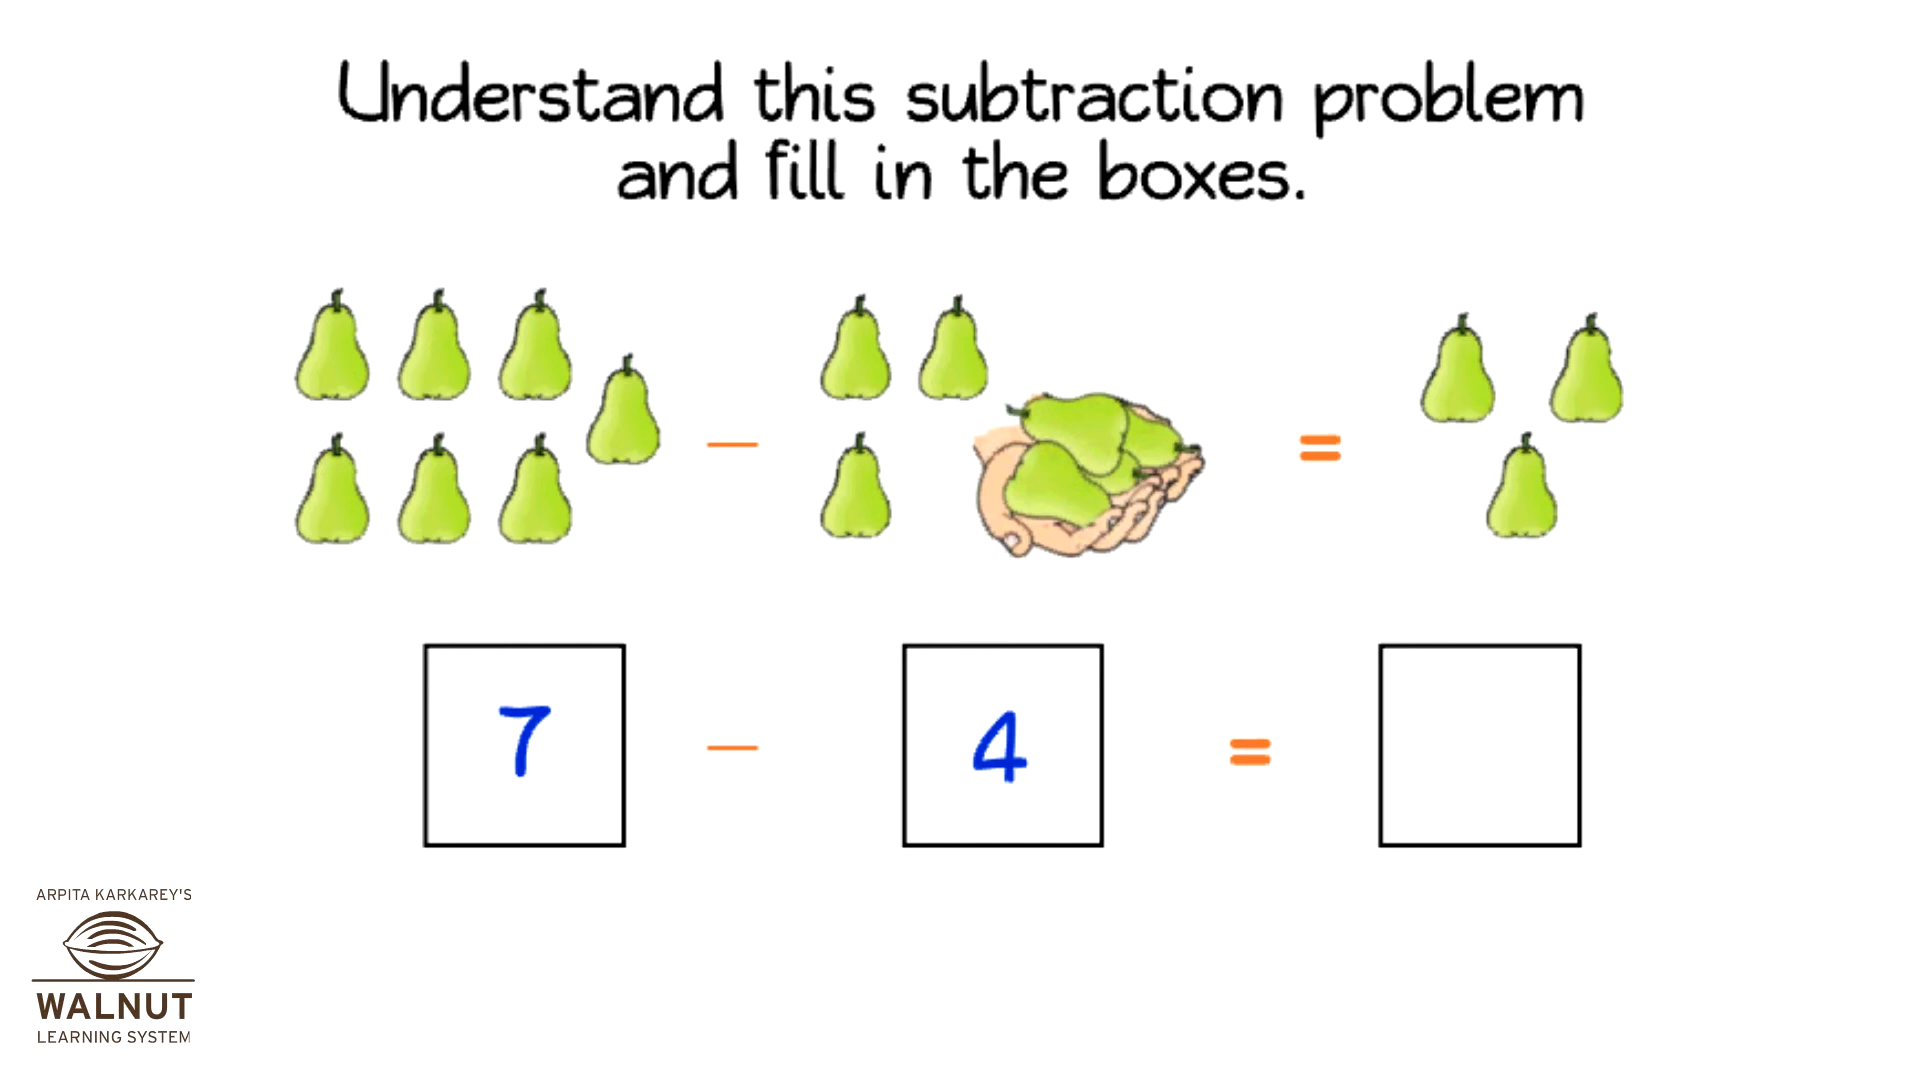 Understand this subtraction problem
and fill in the boxes.
— =
7 — 4 =
ARPITA KARKAREY'S
WALNUT
LEARNING SYSTEM